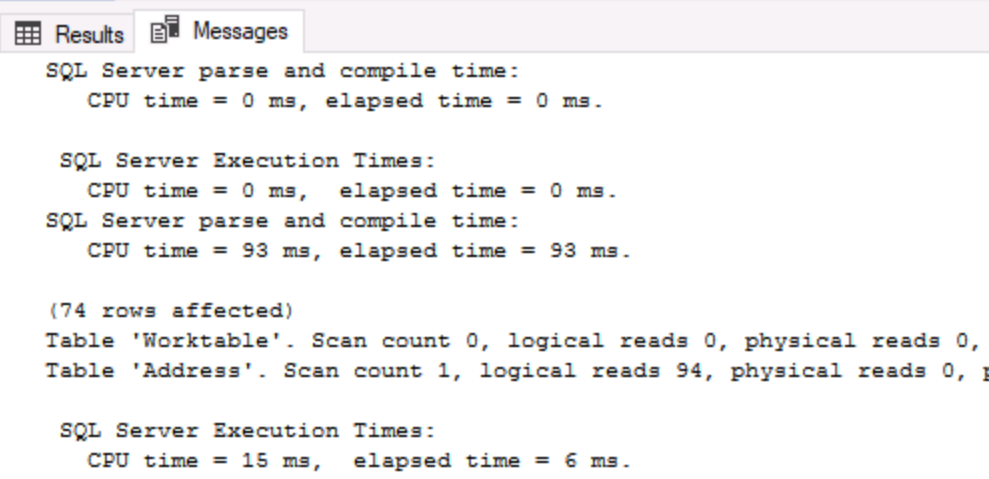 Results Messages
SQL Server parse and compile time:
CPU time = 0 ms, elapsed time = 0 ms.
SQL Server Execution Times:
CPU time = 0 ms, elapsed time = 0 ms.
SQL Server parse and compile time:
CPU time = 93 ms, elapsed time = 93 ms.
(74 rows affected)
Table 'Worktable'. Scan count 0, logical reads 0, physical reads 0,
Table 'Address'. Scan count 1, logical reads 94, physical reads 0,
SQL Server Execution Times:
CPU time = 15 ms, elapsed time = 6 ms.